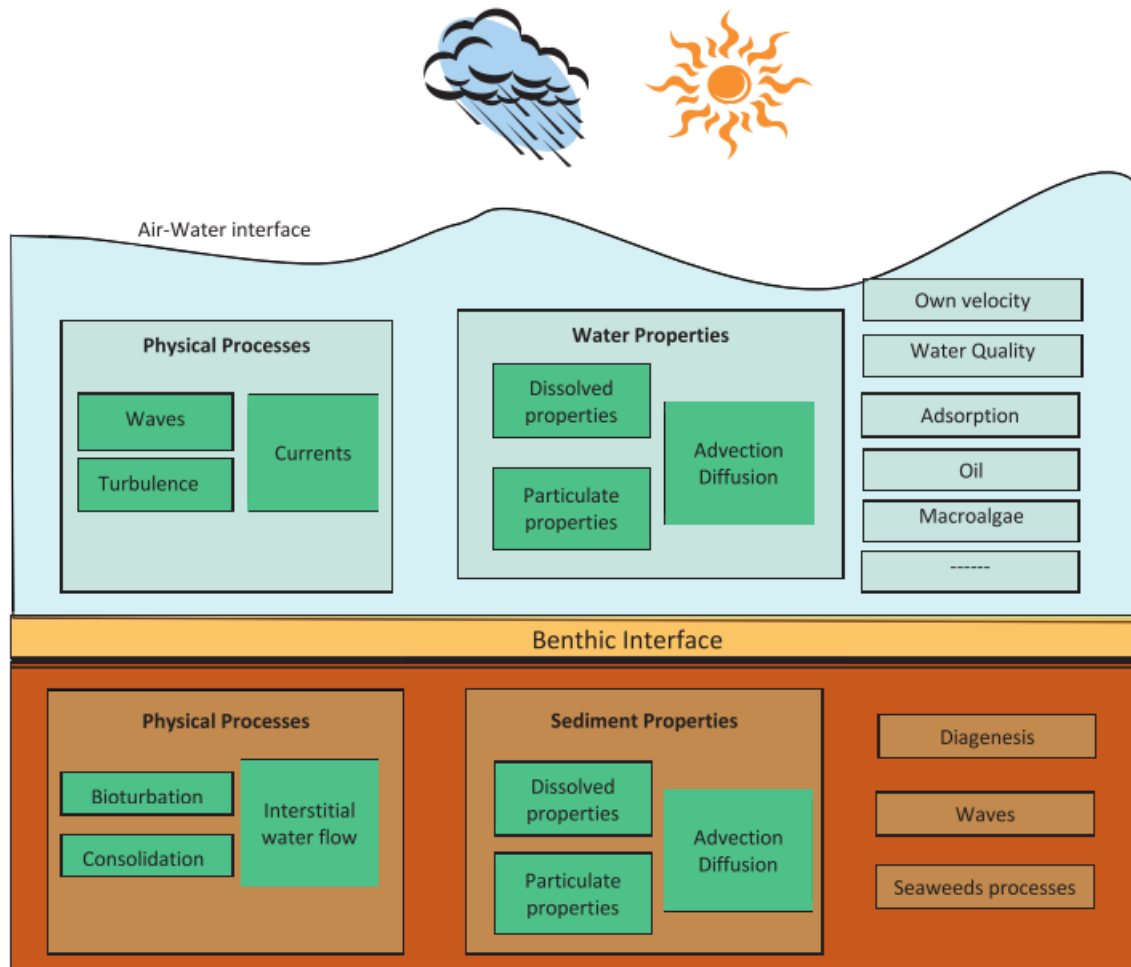 Air-Water interface
Physical Processes
Waves
Turbulence
Currents
Water Properties
Dissolved
properties
Particulate
properties
Advection
Diffusion
Own velocity
Water Quality
Adsorption
Oil
Macroalgae
------
Benthic Interface
Physical Processes
Bioturbation
Consolidation
Interstitial
water flow
Sediment Properties
Dissolved
properties
Particulate
properties
Advection
Diffusion
Diagenesis
Waves
Seaweeds processes